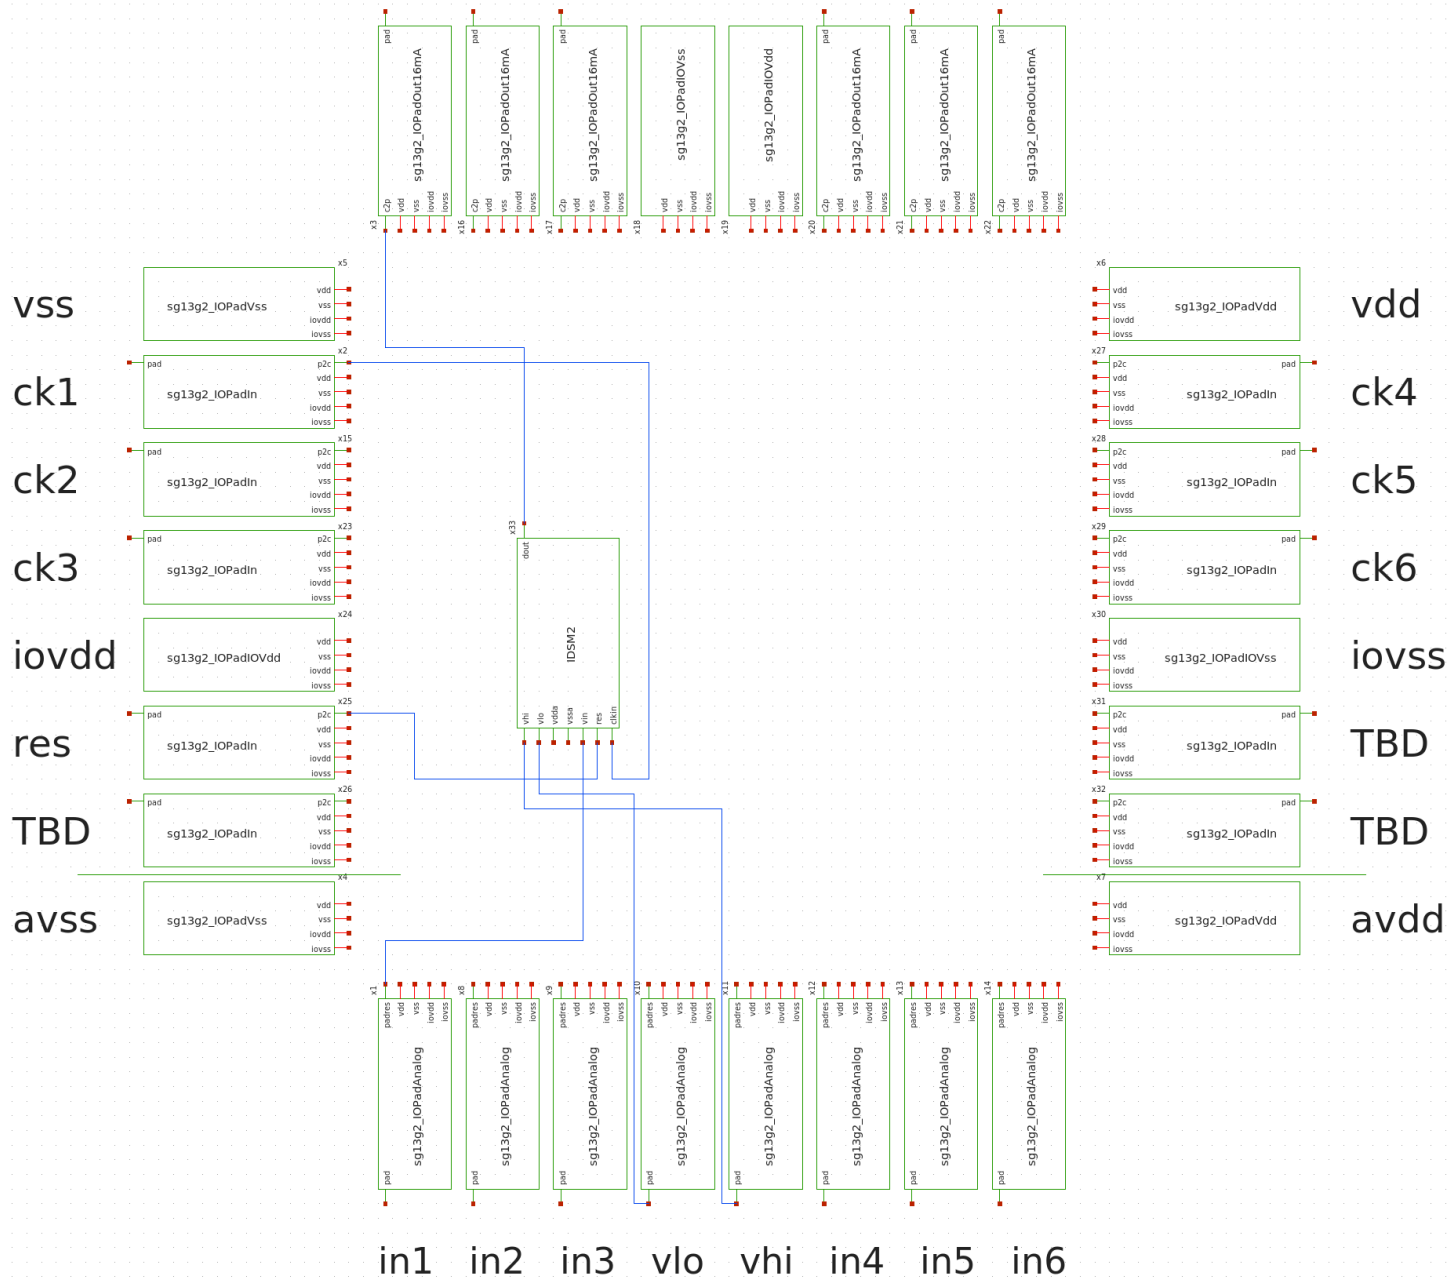 pad pad pad pad pad pad
sg13g2_IOPadOut16mA sg13g2_IOPadOut16mA sg13g2_IOPadOut16mA sg13g2_IOPadIOVss sg13g2_IOPadIOVdd sg13g2_IOPadOut16mA sg13g2_IOPadOut16mA sg13g2_IOPadOut16mA
c2p vdd vss iovdd iovss c2p vdd vss iovdd iovss c2p vdd vss iovdd iovss vdd vss iovdd iovss vdd vss iovdd iovss c2p vdd vss iovdd iovss c2p vdd vss iovdd iovss c2p vdd vss iovdd iovss
x3 x16 x17 x18 x19 x20 x21 x22
x5 x6
vdd vdd
vss sg13g2_IOPadVss vss vss sg13g2_IOPadVdd vdd
iovdd iovdd
iovss iovss
x2 x27
pad p2c p2c pad
vdd vdd
ck1 sg13g2_IOPadIn vss vss sg13g2_IOPadIn ck4
iovdd iovdd
iovss iovss
x15 x28
pad p2c p2c pad
vdd vdd
ck2 sg13g2_IOPadIn vss vss sg13g2_IOPadIn ck5
iovdd iovdd
iovss iovss
x23 x33 x29
pad p2c dout p2c pad
vdd vdd
ck3 sg13g2_IOPadIn vss vss sg13g2_IOPadIn ck6
iovdd iovdd
iovss iovss
x24 x30
vdd vdd
iovdd sg13g2_IOPadIOVdd vss IDSM2 vss sg13g2_IOPadIOVss iovss
iovdd iovdd
iovss iovss
x25 x31
pad p2c vhi vlo vdda vssa vin res clkin p2c pad
vdd vdd
res sg13g2_IOPadIn vss vss sg13g2_IOPadIn TBD
iovdd iovdd
iovss iovss
x26 x32
pad p2c p2c pad
vdd vdd
TBD sg13g2_IOPadIn vss vss sg13g2_IOPadIn TBD
iovdd iovdd
iovss iovss
x4 x7
vdd vdd
avss sg13g2_IOPadVss vss vss sg13g2_IOPadVdd avdd
iovdd iovdd
iovss iovss
x1 x8 x9 x10 x11 x12 x13 x14
padres vdd vss iovdd iovss padres vdd vss iovdd iovss padres vdd vss iovdd iovss padres vdd vss iovdd iovss padres vdd vss iovdd iovss padres vdd vss iovdd iovss padres vdd vss iovdd iovss padres vdd vss iovdd iovss
sg13g2_IOPadAnalog sg13g2_IOPadAnalog sg13g2_IOPadAnalog sg13g2_IOPadAnalog sg13g2_IOPadAnalog sg13g2_IOPadAnalog sg13g2_IOPadAnalog sg13g2_IOPadAnalog
pad pad pad pad pad pad pad pad
in1 in2 in3 vlo vhi in4 in5 in6